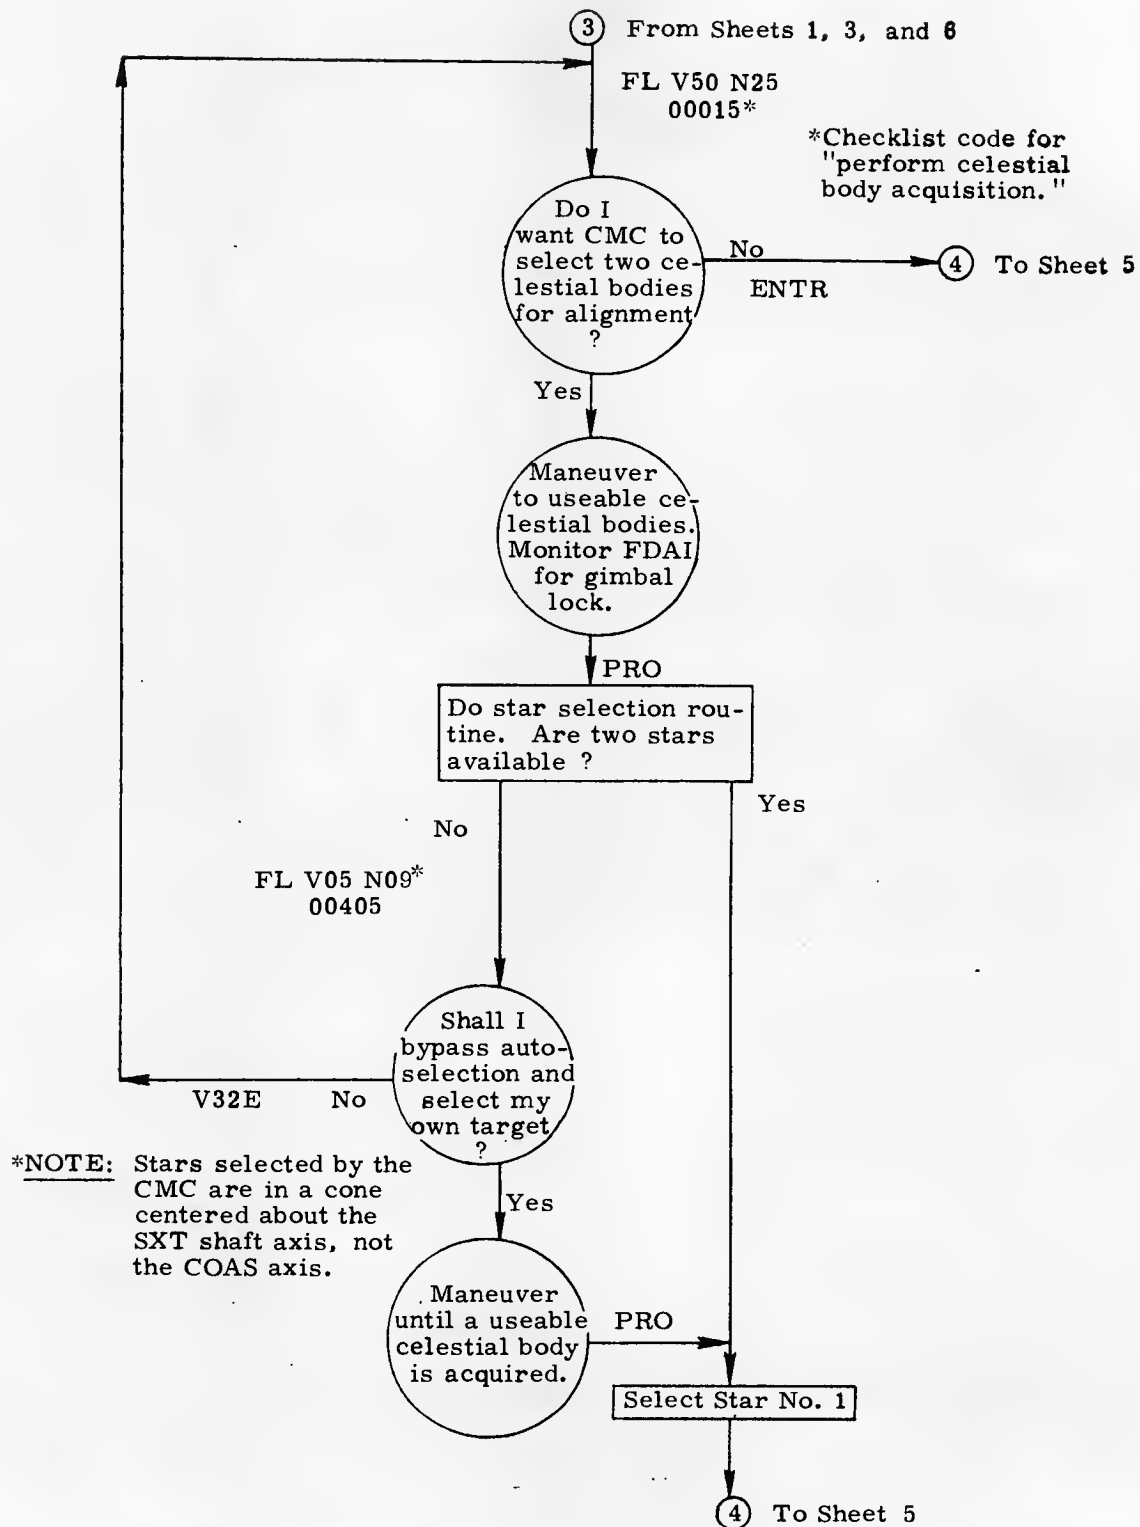 3 From Sheets 1, 3, and 6
FL V50 N25
00015*
*Checklist code for
"perform celestial
body acquisition."
Do I
want CMC to
select two ce-
lestial bodies
for alignment
?
No
ENTR
4 To Sheet 5
Yes
Maneuver
to useable ce-
lestial bodies.
Monitor FDAI
for gimbal
lock.
PRO
Do star selection rou-
tine. Are two stars
available ?
No
Yes
FL V05 N09*
00405
Shall I
bypass auto-
selection and
select my
own target
?
V32E No
*NOTE: Stars selected by the
CMC are in a cone
centered about the
SXT shaft axis, not
the COAS axis.
Yes
Maneuver
until a useable
celestial body
is acquired.
PRO
Select Star No. 1
4 To Sheet 5